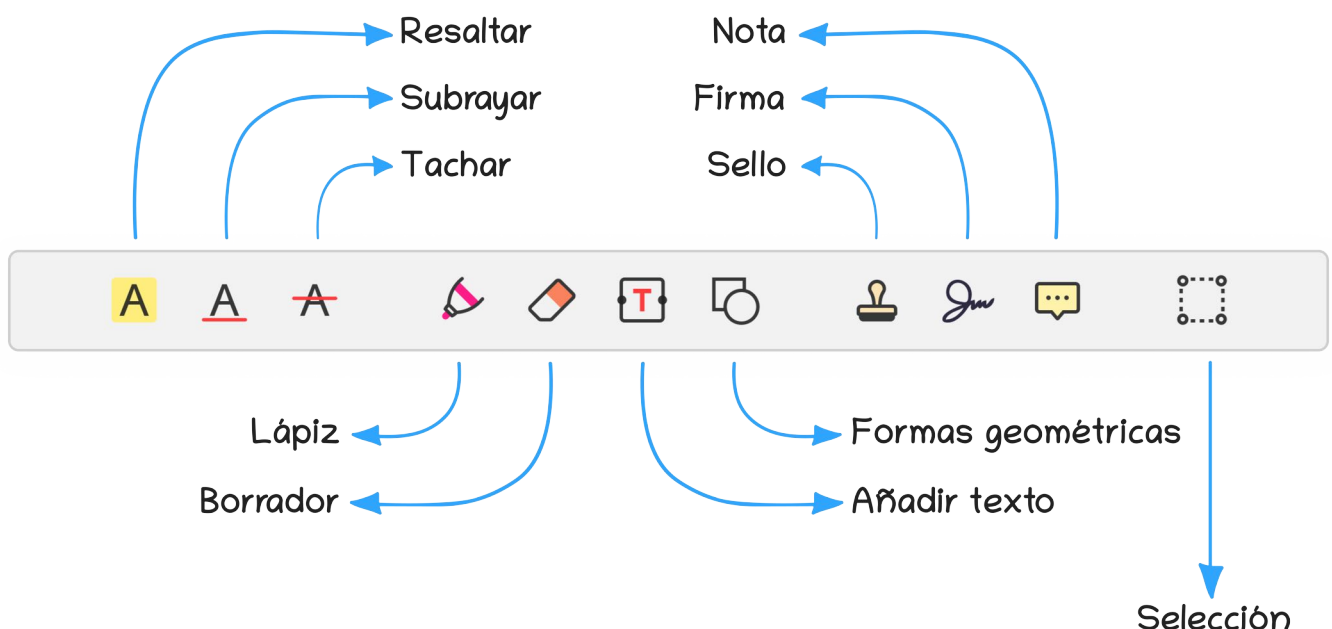 Resaltar
Nota
Subrayar
Firma
Tachar
Sello
A
A
A
T
Lápiz
Formas geométricas
Borrador
Añadir texto
Selección